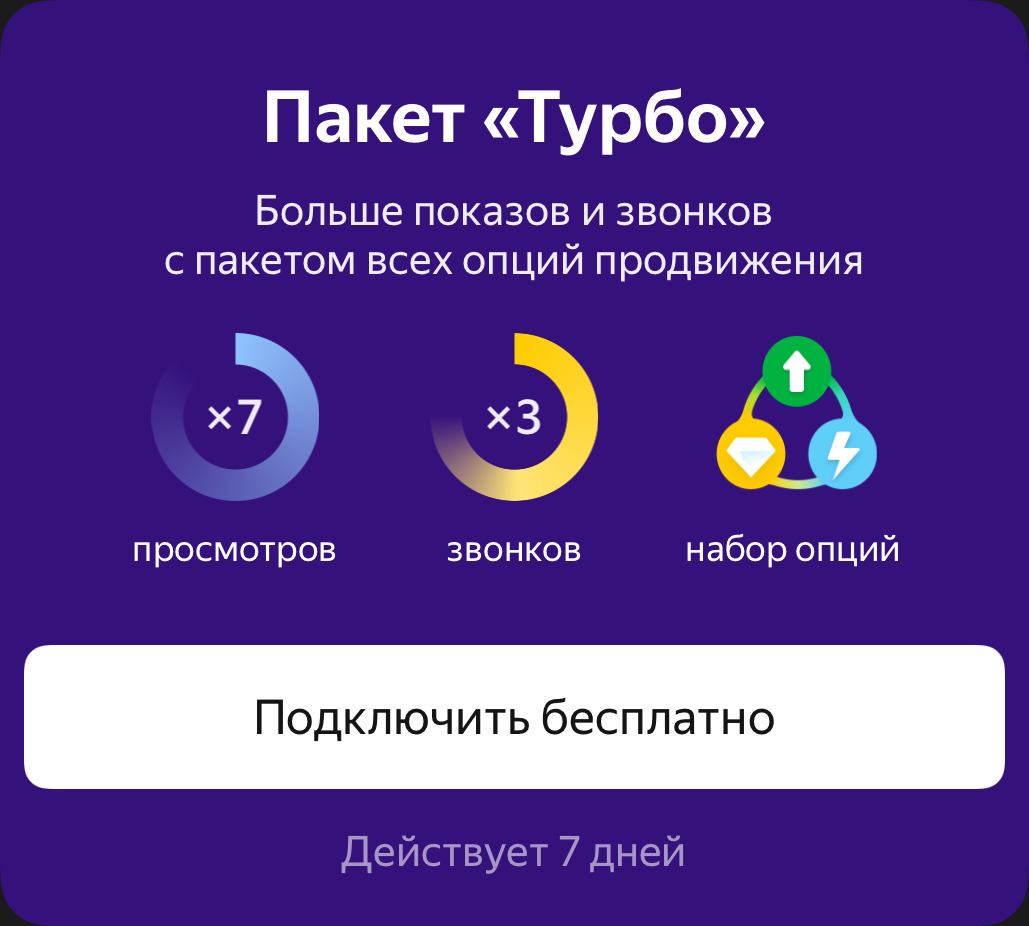 Пакет «Турбо»
Больше показов и звонков
с пакетом всех опций продвижения
×7
×3
просмотров
звонков
набор опций
Подключить бесплатно
Действует 7 дней